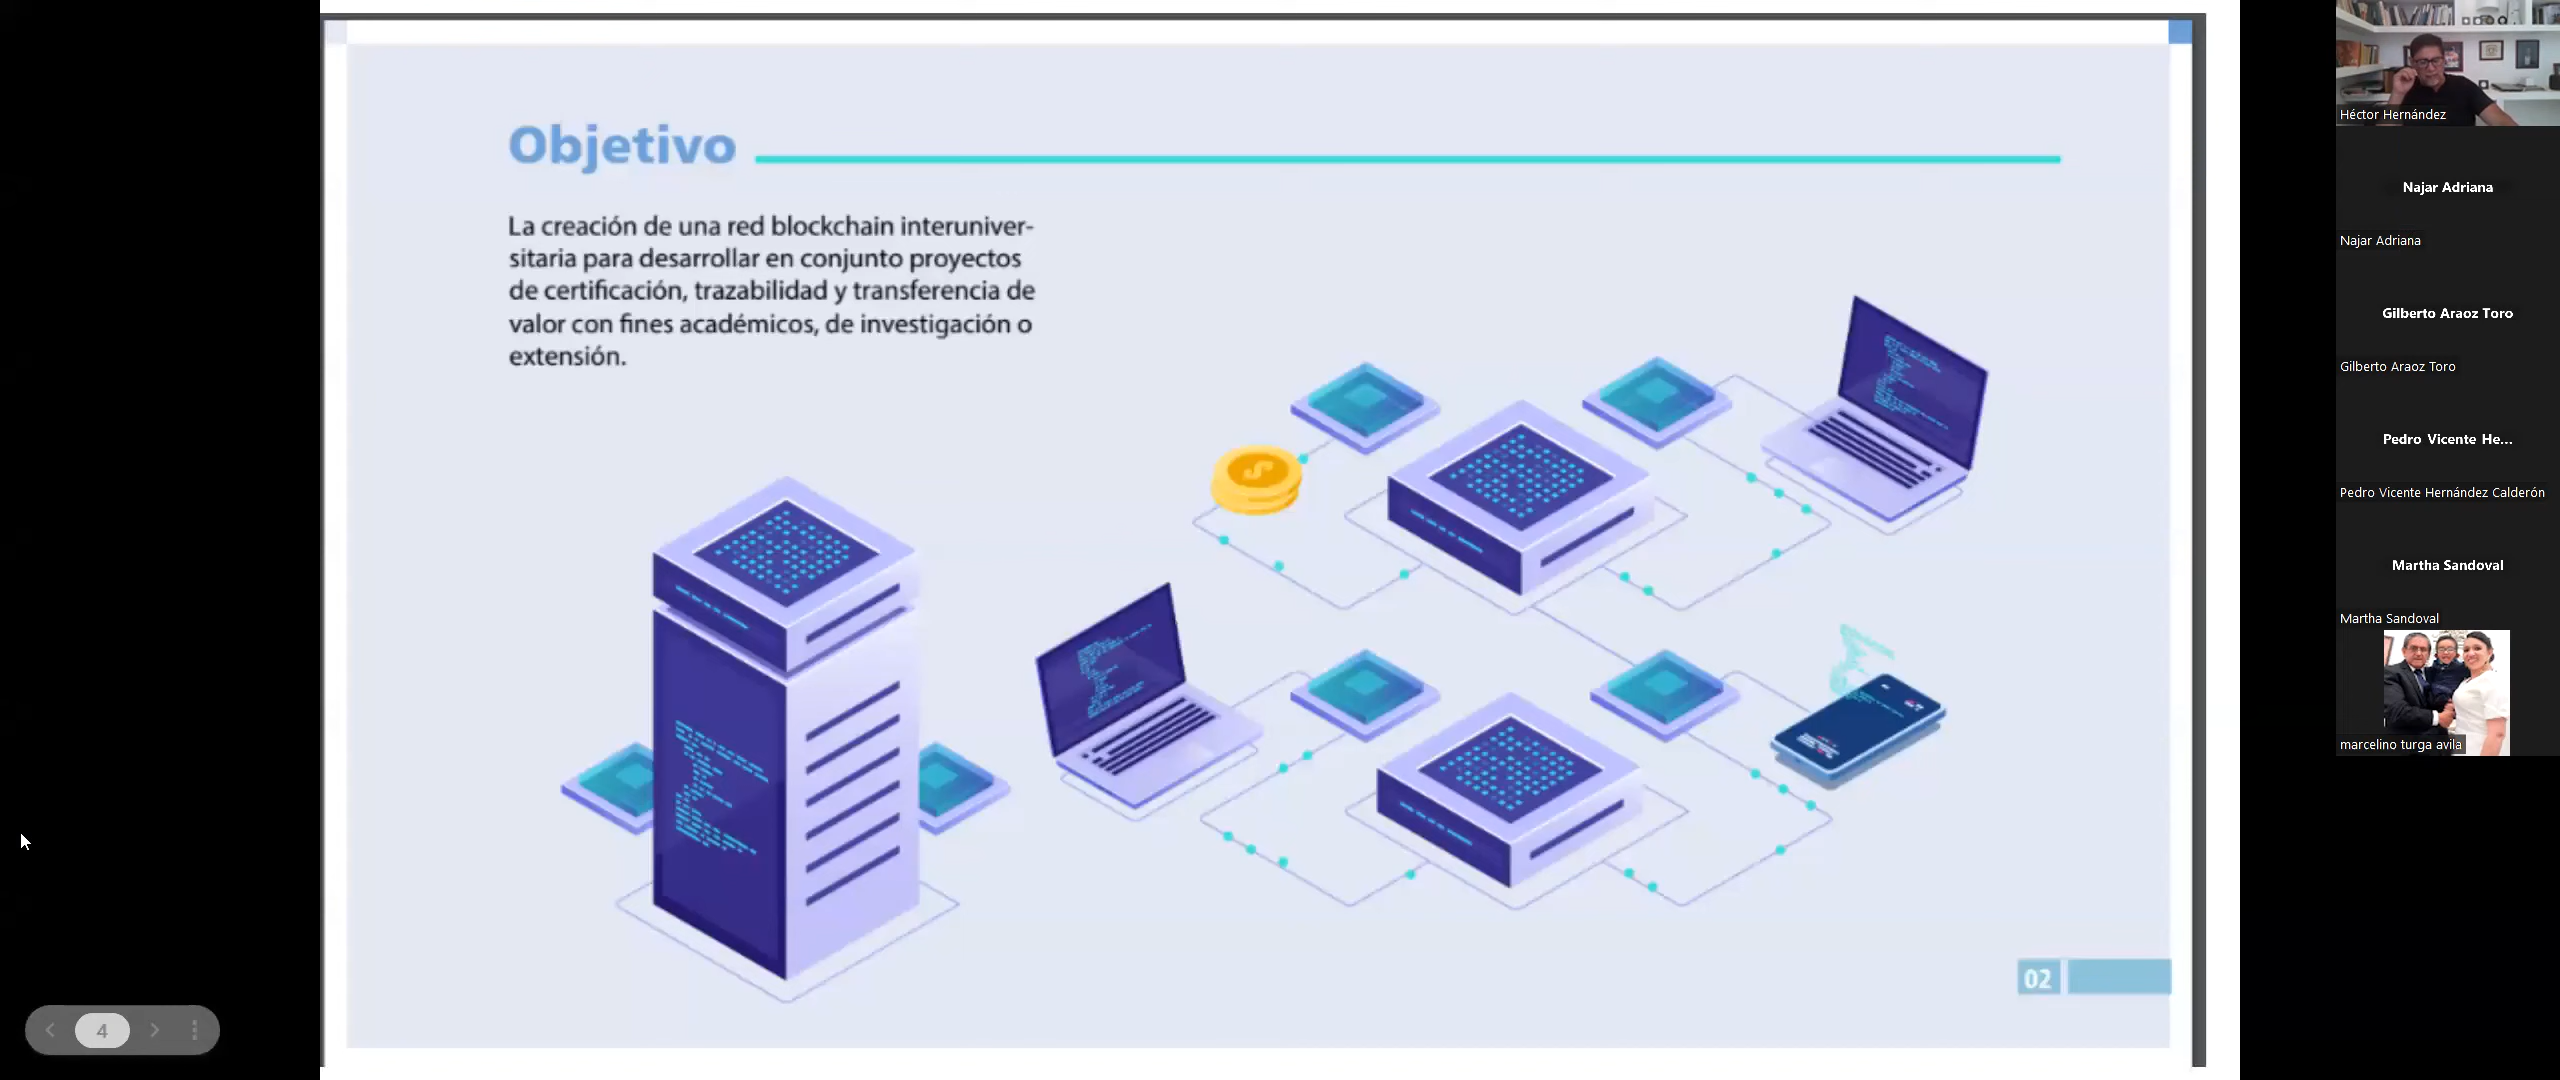 Objetivo
La creación de una red blockchain interuniver-
sitaria para desarrollar en conjunto proyectos
de certificación, trazabilidad y transferencia de
valor con fines académicos, de investigación o
extensión.
02
4
Héctor Hernández
Najar Adriana
Najar Adriana
Gilberto Araoz Toro
Gilberto Araoz Toro
Pedro Vicente He...
Pedro Vicente Hernández Calderón
Martha Sandoval
Martha Sandoval
marcelino turga avila